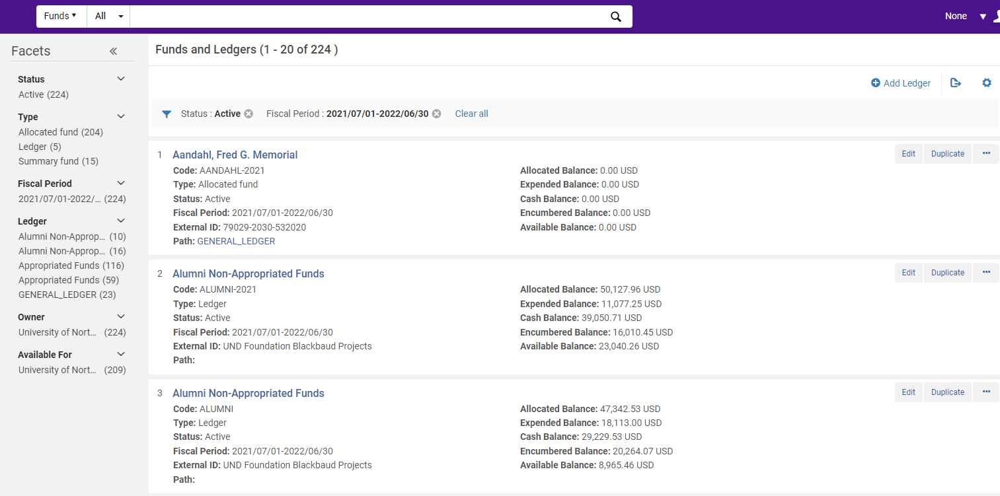 Funds ▾ All
None
Facets
Status
Active (224)
Type
Allocated fund (204)
Ledger (5)
Summary fund (15)
Fiscal Period
2021/07/01-2022/... (224)
Ledger
Alumni Non-Approp... (10)
Alumni Non-Approp... (16)
Appropriated Funds (116)
Appropriated Funds (59)
GENERAL_LEDGER (23)
Owner
University of Nort... (224)
Available For
University of Nort... (209)
Funds and Ledgers (1 - 20 of 224 )
Add Ledger
Status : Active Fiscal Period : 2021/07/01-2022/06/30 Clear all
1 Aandahl, Fred G. Memorial Edit Duplicate ...
Code: AANDAHL-2021 Allocated Balance: 0.00 USD
Type: Allocated fund Expended Balance: 0.00 USD
Status: Active Cash Balance: 0.00 USD
Fiscal Period: 2021/07/01-2022/06/30 Encumbered Balance: 0.00 USD
External ID: 79029-2030-532020 Available Balance: 0.00 USD
Path: GENERAL_LEDGER
2 Alumni Non-Appropriated Funds Edit Duplicate ...
Code: ALUMNI-2021 Allocated Balance: 50,127.96 USD
Type: Ledger Expended Balance: 11,077.25 USD
Status: Active Cash Balance: 39,050.71 USD
Fiscal Period: 2021/07/01-2022/06/30 Encumbered Balance: 16,010.45 USD
External ID: UND Foundation Blackbaud Projects Available Balance: 23,040.26 USD
Path:
3 Alumni Non-Appropriated Funds Edit Duplicate ...
Code: ALUMNI Allocated Balance: 47,342.53 USD
Type: Ledger Expended Balance: 18,113.00 USD
Status: Active Cash Balance: 29,229.53 USD
Fiscal Period: 2021/07/01-2022/06/30 Encumbered Balance: 20,264.07 USD
External ID: UND Foundation Blackbaud Projects Available Balance: 8,965.46 USD
Path: